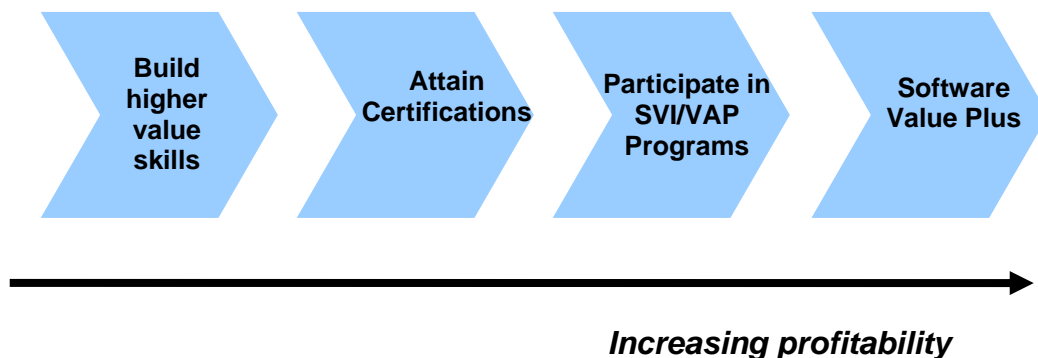 Build
higher
value
skills
Attain
Certifications
Participate in
SVI/VAP
Programs
Software
Value Plus
Increasing profitability